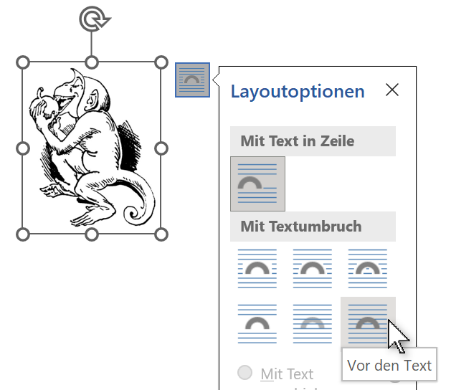 Layoutoptionen
Mit Text in Zeile
Mit Textumbruch
Vor den Text
Mit Text